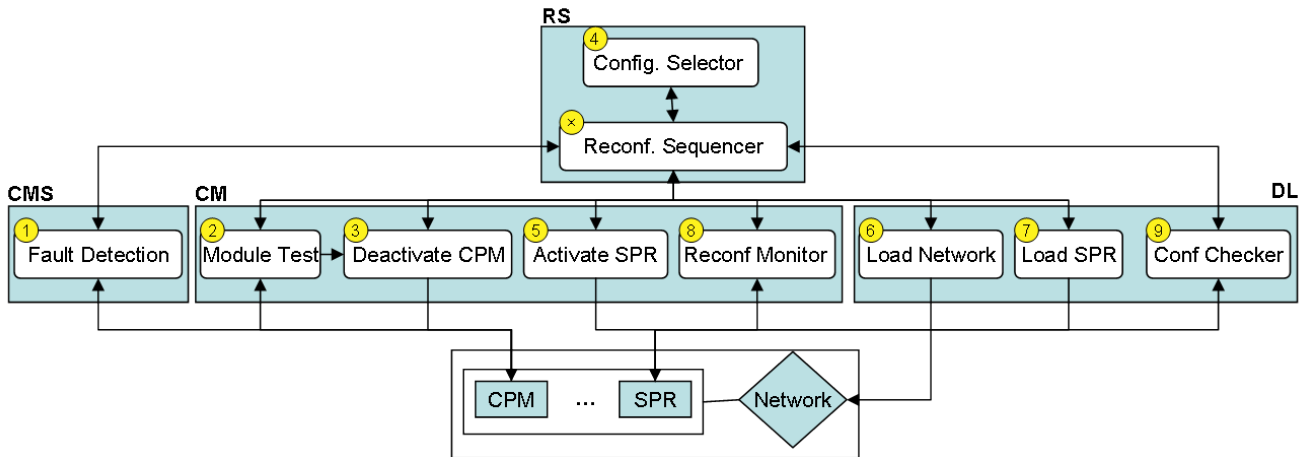 RS
4
Config. Selector
×
Reconf. Sequencer
CMS
CM
DL
1
Fault Detection
2
Module Test
3
Deactivate CPM
5
Activate SPR
8
Reconf Monitor
6
Load Network
7
Load SPR
9
Conf Checker
CPM
...
SPR
Network